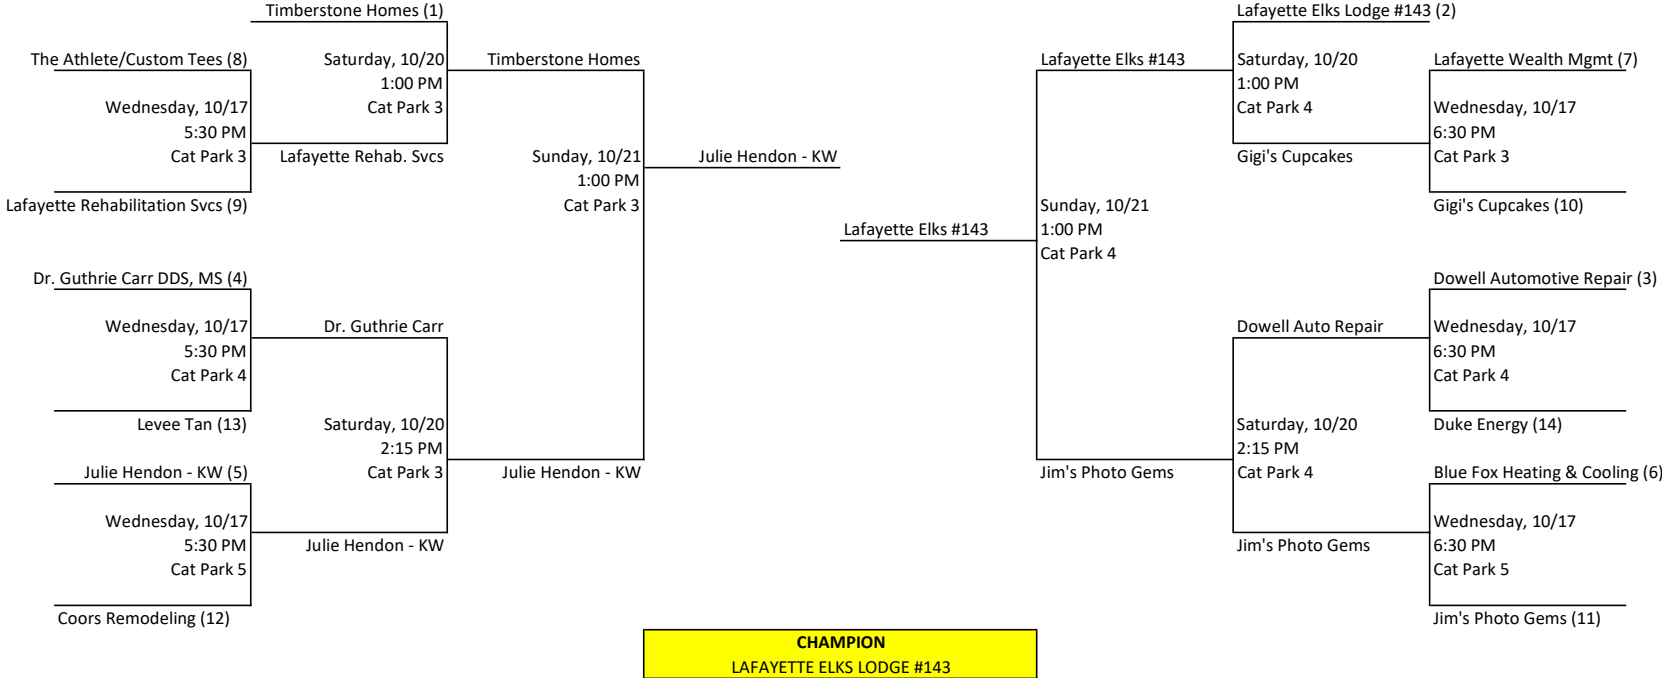 Timberstone Homes (1)
Lafayette Elks Lodge #143 (2)
The Athlete/Custom Tees (8)
Saturday, 10/20
1:00 PM
Cat Park 3
Timberstone Homes
Lafayette Elks #143
Saturday, 10/20
1:00 PM
Cat Park 4
Lafayette Wealth Mgmt (7)
Wednesday, 10/17
5:30 PM
Cat Park 3
Wednesday, 10/17
6:30 PM
Cat Park 3
Lafayette Rehab. Svcs
Sunday, 10/21
1:00 PM
Cat Park 3
Julie Hendon - KW
Gigi's Cupcakes
Lafayette Rehabilitation Svcs (9)
Lafayette Elks #143
Sunday, 10/21
1:00 PM
Cat Park 4
Gigi's Cupcakes (10)
Dr. Guthrie Carr DDS, MS (4)
Dowell Automotive Repair (3)
Wednesday, 10/17
5:30 PM
Cat Park 4
Dr. Guthrie Carr
Dowell Auto Repair
Wednesday, 10/17
6:30 PM
Cat Park 4
Levee Tan (13)
Saturday, 10/20
2:15 PM
Cat Park 3
Saturday, 10/20
2:15 PM
Cat Park 4
Duke Energy (14)
Julie Hendon - KW (5)
Julie Hendon - KW
Jim's Photo Gems
Blue Fox Heating & Cooling (6)
Wednesday, 10/17
5:30 PM
Cat Park 5
Julie Hendon - KW
Jim's Photo Gems
Wednesday, 10/17
6:30 PM
Cat Park 5
Coors Remodeling (12)
Jim's Photo Gems (11)
CHAMPION
LAFAYETTE ELKS LODGE #143